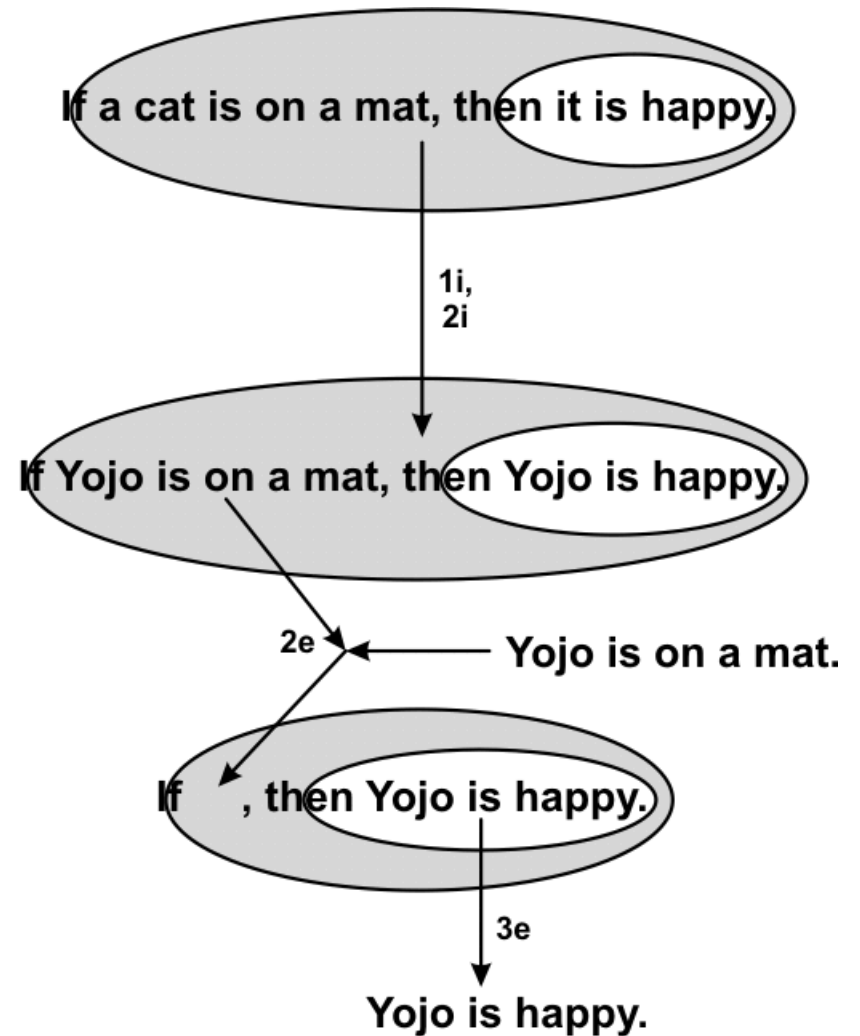 If a cat is on a mat, then it is happy.
1i,
2i
If Yojo is on a mat, then Yojo is happy.
2e
Yojo is on a mat.
If , then Yojo is happy.
3e
Yojo is happy.